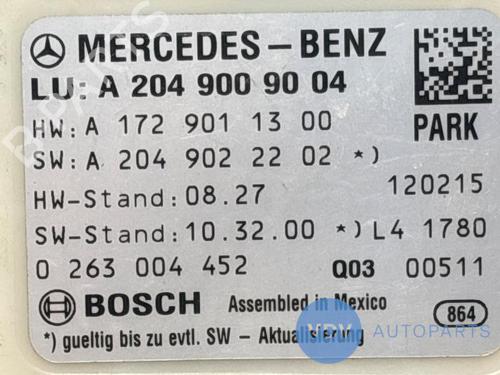 MERCEDES-BENZ
LU: A 204 900 90 04
HW: A 172 901 13 00
PARK
SW: A 204 902 22 02 *)
HW-Stand: 08.27
120215
SW-Stand: 10.32.00 *) L4 1780
0 263 004 452 Q03 00511
BOSCH Assembled in Mexico
864
*) gueltig bis zu evtl. SW - Aktualisierung
AUTOPARTS